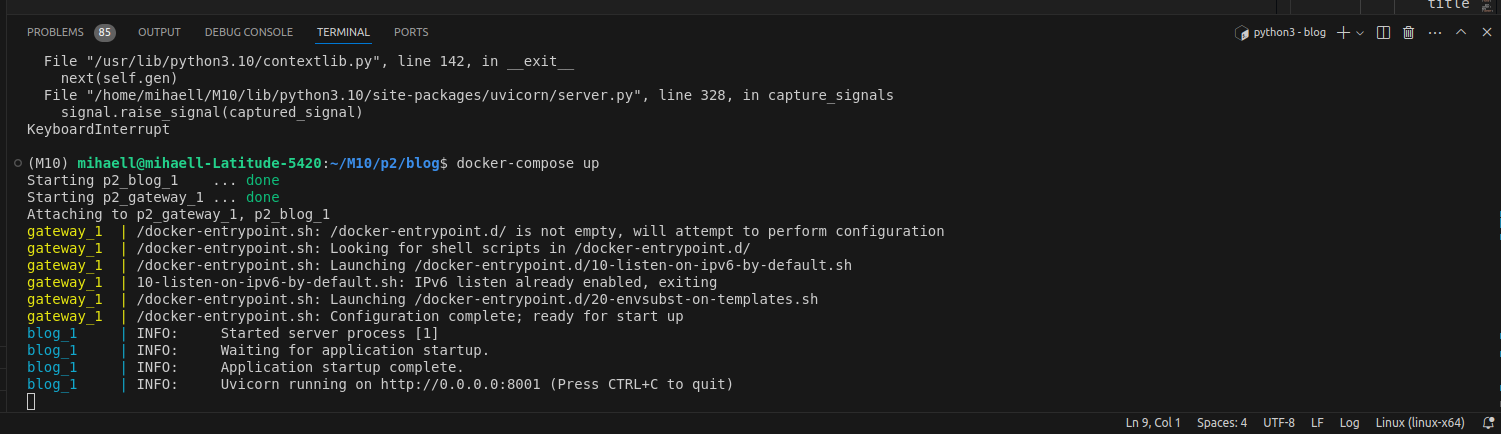 title
PROBLEMS 85 OUTPUT DEBUG CONSOLE TERMINAL PORTS python3 - blog
File "/usr/lib/python3.10/contextlib.py", line 142, in __exit__
next(self.gen)
File "/home/mihaell/M10/lib/python3.10/site-packages/uvicorn/server.py", line 328, in capture_signals
signal.raise_signal(captured_signal)
KeyboardInterrupt
(M10) mihaell@mihaell-Latitude-5420:~/M10/p2/blog$ docker-compose up
Starting p2_blog_1    ... done
Starting p2_gateway_1 ... done
Attaching to p2_gateway_1, p2_blog_1
gateway_1  | /docker-entrypoint.sh: /docker-entrypoint.d/ is not empty, will attempt to perform configuration
gateway_1  | /docker-entrypoint.sh: Looking for shell scripts in /docker-entrypoint.d/
gateway_1  | /docker-entrypoint.sh: Launching /docker-entrypoint.d/10-listen-on-ipv6-by-default.sh
gateway_1  | 10-listen-on-ipv6-by-default.sh: IPv6 listen already enabled, exiting
gateway_1  | /docker-entrypoint.sh: Launching /docker-entrypoint.d/20-envsubst-on-templates.sh
gateway_1  | /docker-entrypoint.sh: Configuration complete; ready for start up
blog_1     | INFO:     Started server process [1]
blog_1     | INFO:     Waiting for application startup.
blog_1     | INFO:     Application startup complete.
blog_1     | INFO:     Uvicorn running on http://0.0.0.0:8001 (Press CTRL+C to quit)
Ln 9, Col 1 Spaces: 4 UTF-8 LF Log Linux (linux-x64)